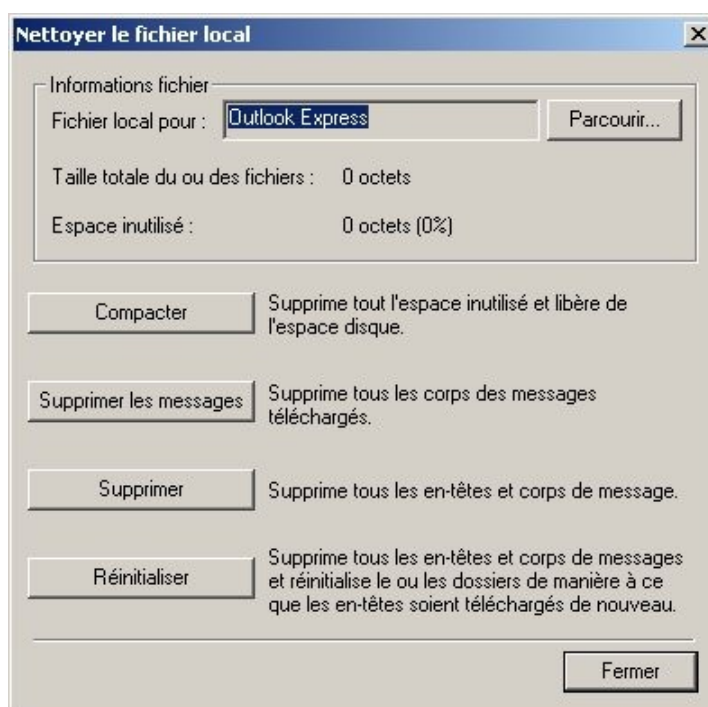 Nettoyer le fichier local
Informations fichier
Fichier local pour : Outlook Express Parcourir...
Taille totale du ou des fichiers : 0 octets
Espace inutilisé : 0 octets (0%)
Compacter
Supprime tout l'espace inutilisé et libère de
l'espace disque.
Supprimer les messages
Supprime tous les corps des messages
téléchargés.
Supprimer
Supprime tous les en-têtes et corps de message.
Réinitialiser
Supprime tous les en-têtes et corps de messages
et réinitialise le ou les dossiers de manière à ce
que les en-têtes soient téléchargés de nouveau.
Fermer